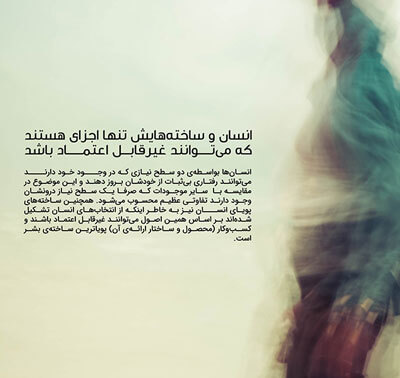 انسان و ساخته‌هایش تنها اجزای هستند
که می‌توانند غیرقابل اعتماد باشد
انسان‌ها بواسطه‌ی دو سطح نیازی که در وجود خود دارند
می‌توانند رفتاری بی‌ثبات از خودشان بروز دهند و این موضوع در
مقایسه با سایر موجودات که صرفا یک سطح نیاز درونشان
وجود دارند تفاوتی عظیم محسوب می‌شود. همچنین ساخته‌های
پویای انسان نیز به خاطر اینکه از انتخاب‌های انسان تشکیل
شده‌اند بر اساس همین اصول می‌توانند غیرقابل اعتماد باشند و
کسب‌وکار (محصول و ساختار ارائه‌ی آن) پویاترین ساخته‌ی بشر
است.